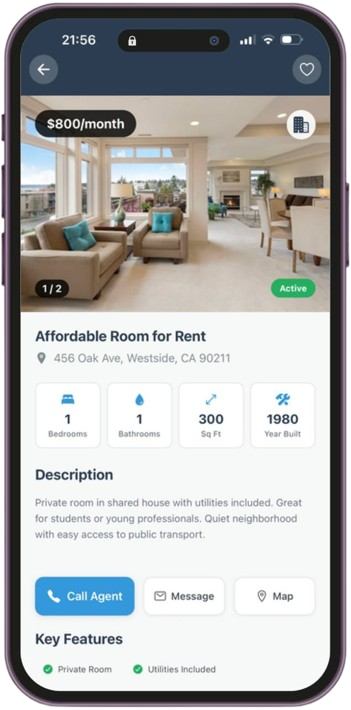 21:56
$800/month
1 / 2
Active
Affordable Room for Rent
456 Oak Ave, Westside, CA 90211
1 1 300 1980
Bedrooms Bathrooms Sq Ft Year Built
Description
Private room in shared house with utilities included. Great
for students or young professionals. Quiet neighborhood
with easy access to public transport.
Call Agent Message Map
Key Features
Private Room Utilities Included